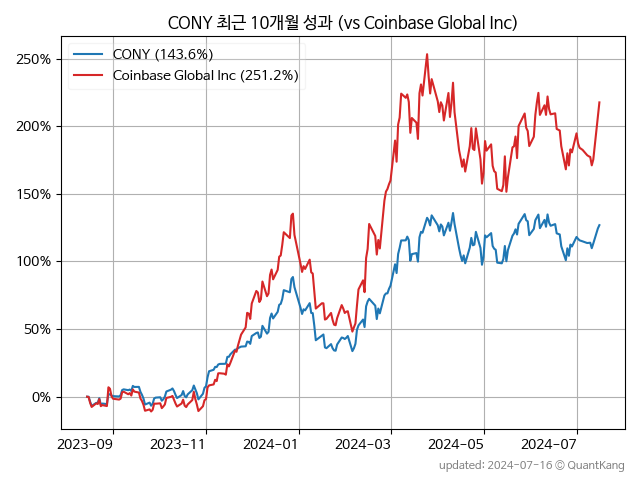 CONY 최근 10개월 성과 (vs Coinbase Global Inc)
CONY (143.6%)
Coinbase Global Inc (251.2%)
250%
200%
150%
100%
50%
0%
2023-09 2023-11 2024-01 2024-03 2024-05 2024-07
updated: 2024-07-16 © QuantKang